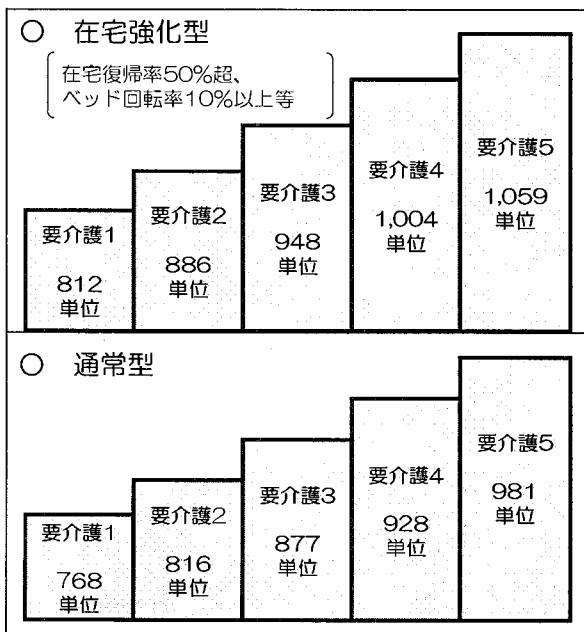 ○ 在宅強化型
在宅復帰率50%超、
ベッド回転率10%以上等
要介護1
812
単位
要介護2
886
単位
要介護3
948
単位
要介護4
1,004
単位
要介護5
1,059
単位
○ 通常型
要介護1
768
単位
要介護2
816
単位
要介護3
877
単位
要介護4
928
単位
要介護5
981
単位